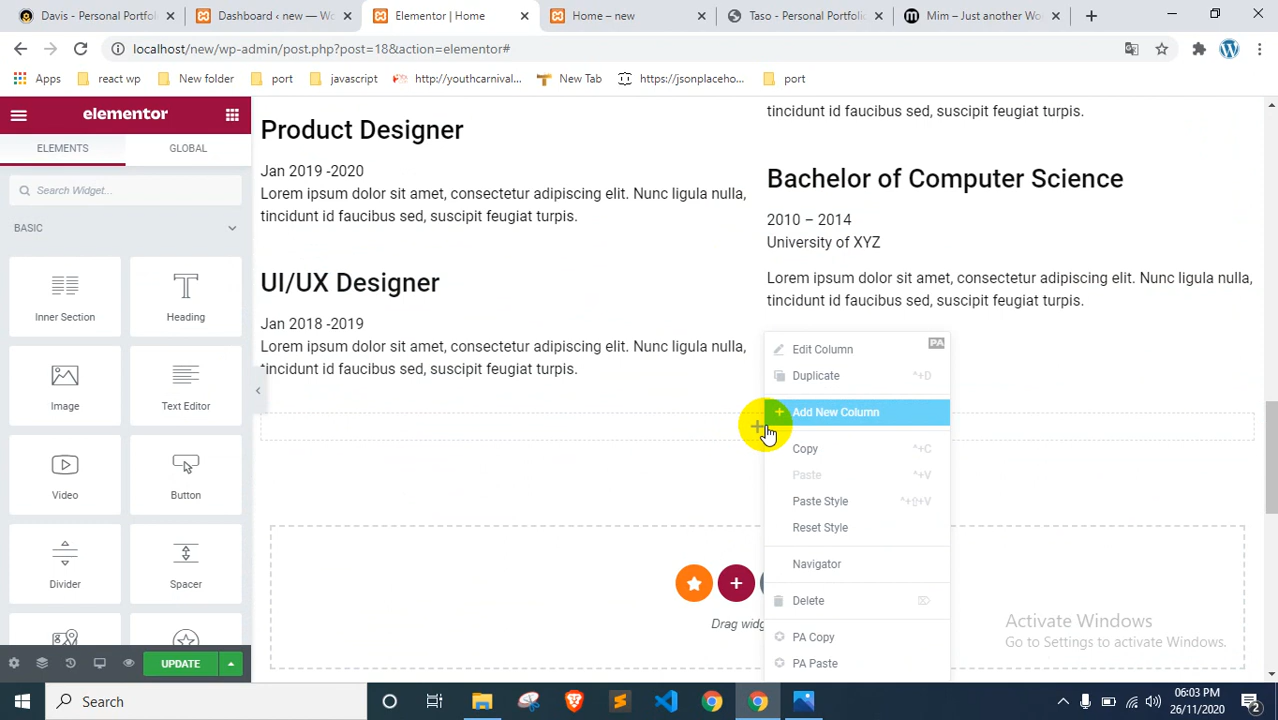 Davis - Personal Portfo
Dashboard < new — Wo
Elementor | Home
Home – new
Taso - Personal Portfolio
Mim – Just another Wo
localhost/new/wp-admin/post.php?post=18&action=elementor#
Apps
react wp
New folder
port
javascript
http://youthcarnival...
New Tab
https://jsonplaceho...
port
elementor
ELEMENTS
GLOBAL
Search Widget...
BASIC
Inner Section
Heading
Image
Text Editor
Video
Button
Divider
Spacer
UPDATE
Product Designer
Jan 2019 -2020
Lorem ipsum dolor sit amet, consectetur adipiscing elit. Nunc ligula nulla,
tincidunt id faucibus sed, suscipit feugiat turpis.
UI/UX Designer
Jan 2018 -2019
Lorem ipsum dolor sit amet, consectetur adipiscing elit. Nunc ligula nulla,
tincidunt id faucibus sed, suscipit feugiat turpis.
tincidunt id faucibus sed, suscipit feugiat turpis.
Bachelor of Computer Science
2010 – 2014
University of XYZ
Lorem ipsum dolor sit amet, consectetur adipiscing elit. Nunc ligula nulla,
tincidunt id faucibus sed, suscipit feugiat turpis.
Edit Column
PA
Duplicate ^+D
Add New Column
Copy ^+C
Paste ^+V
Paste Style ^+⇧+V
Reset Style
Navigator
Delete ⌦
PA Copy
PA Paste
Drag widg
Activate Windows
Go to Settings to activate Windows.
Search
06:03 PM
26/11/2020
2